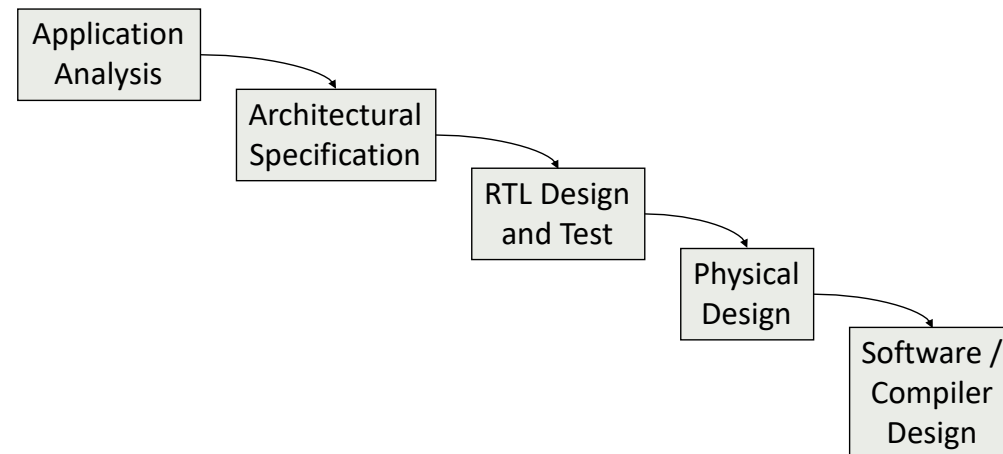 Application
Analysis
Architectural
Specification
RTL Design
and Test
Physical
Design
Software /
Compiler
Design